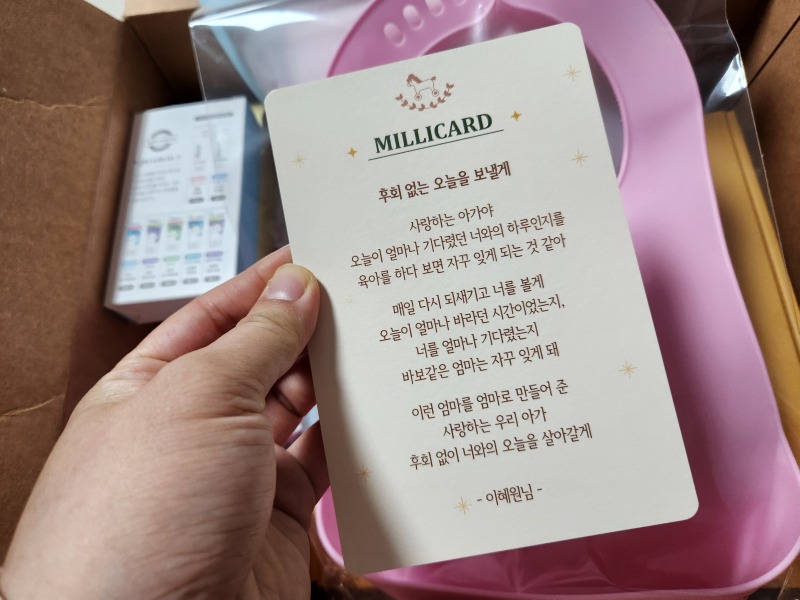 MILLICARD
후회 없는 오늘을 보낼게
사랑하는 아가야
오늘이 얼마나 기다렸던 너와의 하루인지를
육아를 하다 보면 자꾸 잊게 되는 것 같아
매일 다시 되새기고 너를 볼게
오늘이 얼마나 바라던 시간이었는지,
너를 얼마나 기다렸는지
바보같은 엄마는 자꾸 잊게 돼
이런 엄마를 엄마로 만들어 준
사랑하는 우리 아가
후회 없이 너와의 오늘을 살아갈게
- 이혜원님 -